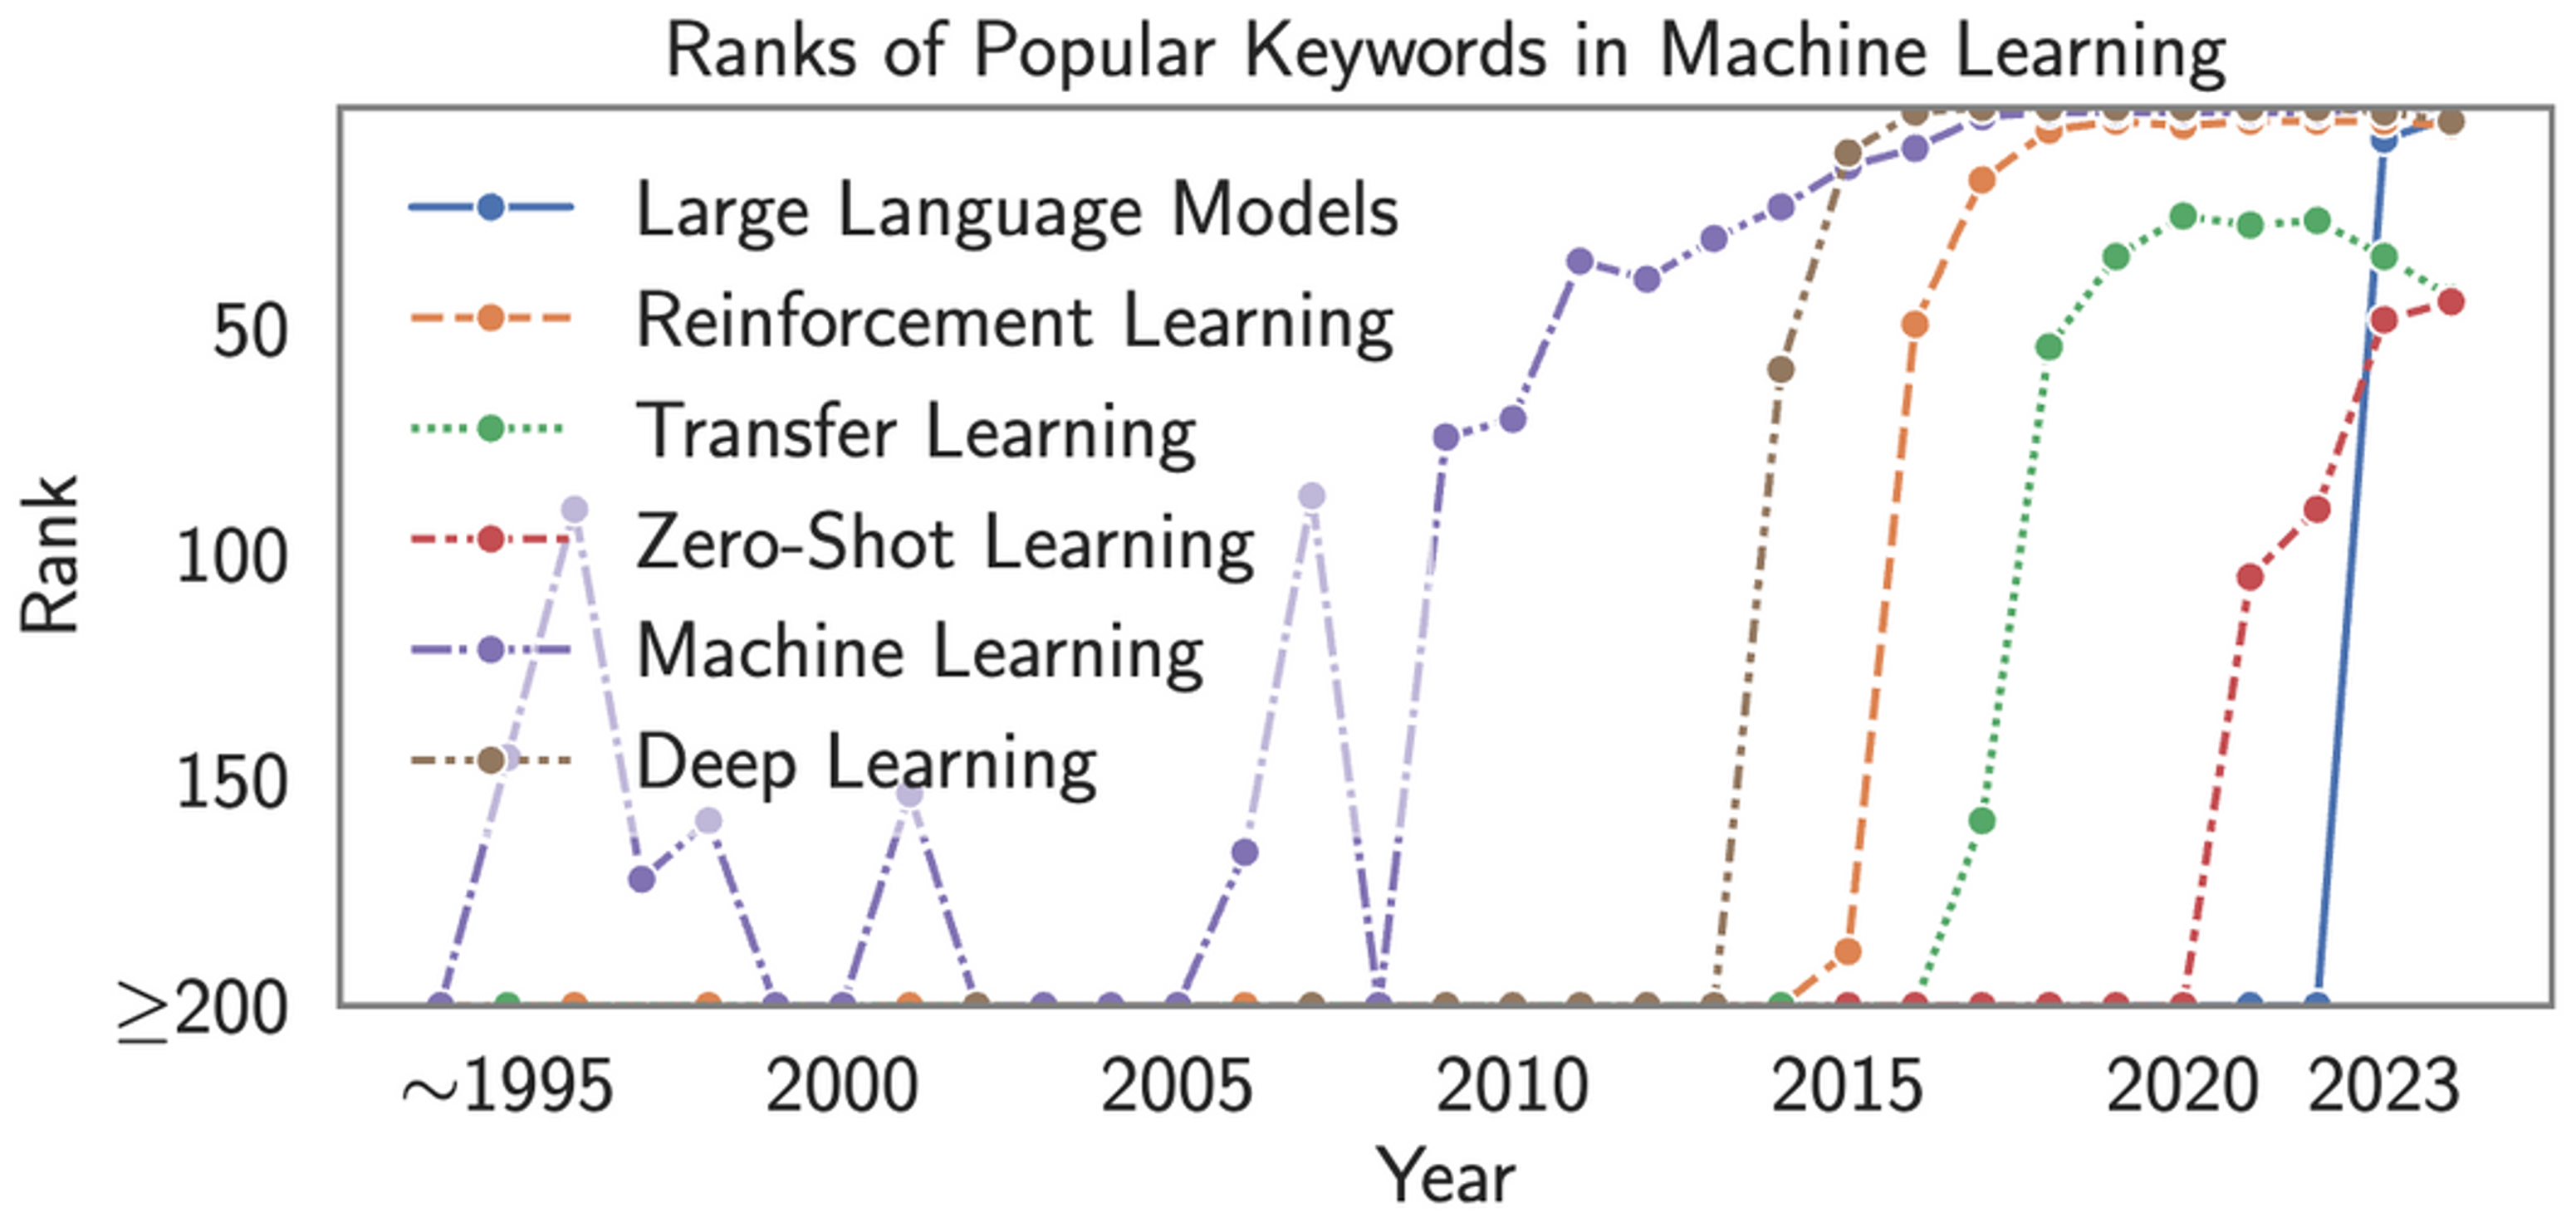 Ranks of Popular Keywords in Machine Learning
Large Language Models
Reinforcement Learning
Transfer Learning
Zero-Shot Learning
Machine Learning
Deep Learning
Rank
50
100
150
≥200
~1995 2000 2005 2010 2015 2020 2023
Year